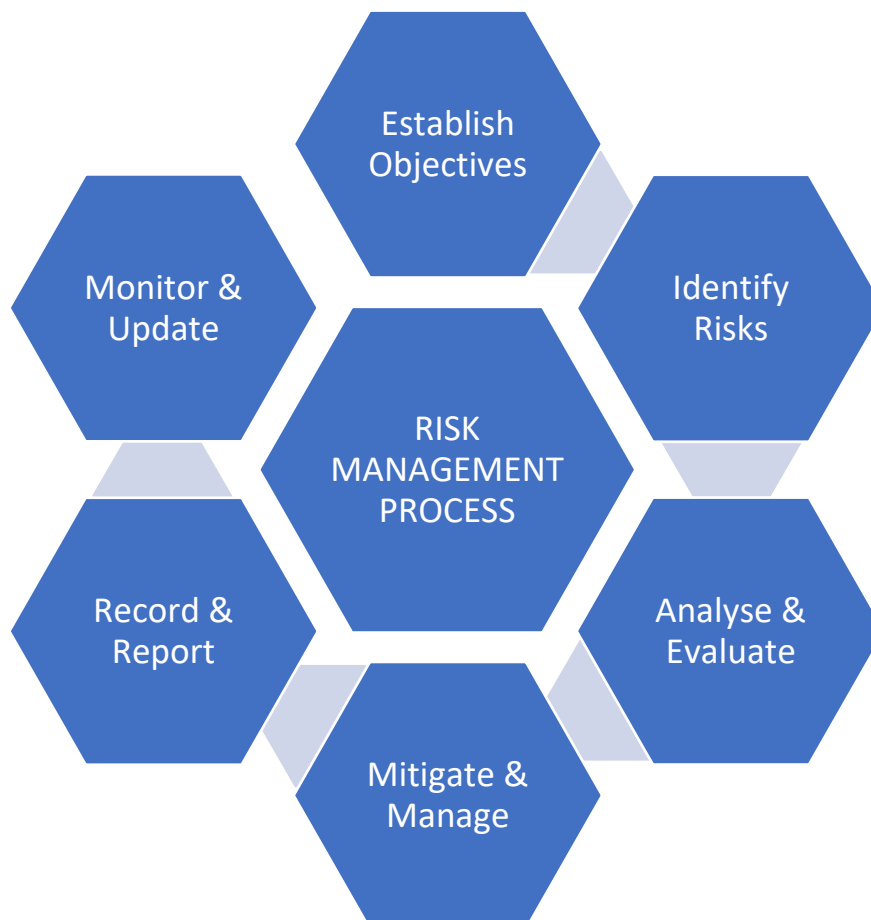 Establish
Objectives
Identify
Risks
Analyse &
Evaluate
Mitigate &
Manage
Record &
Report
Monitor &
Update
RISK
MANAGEMENT
PROCESS